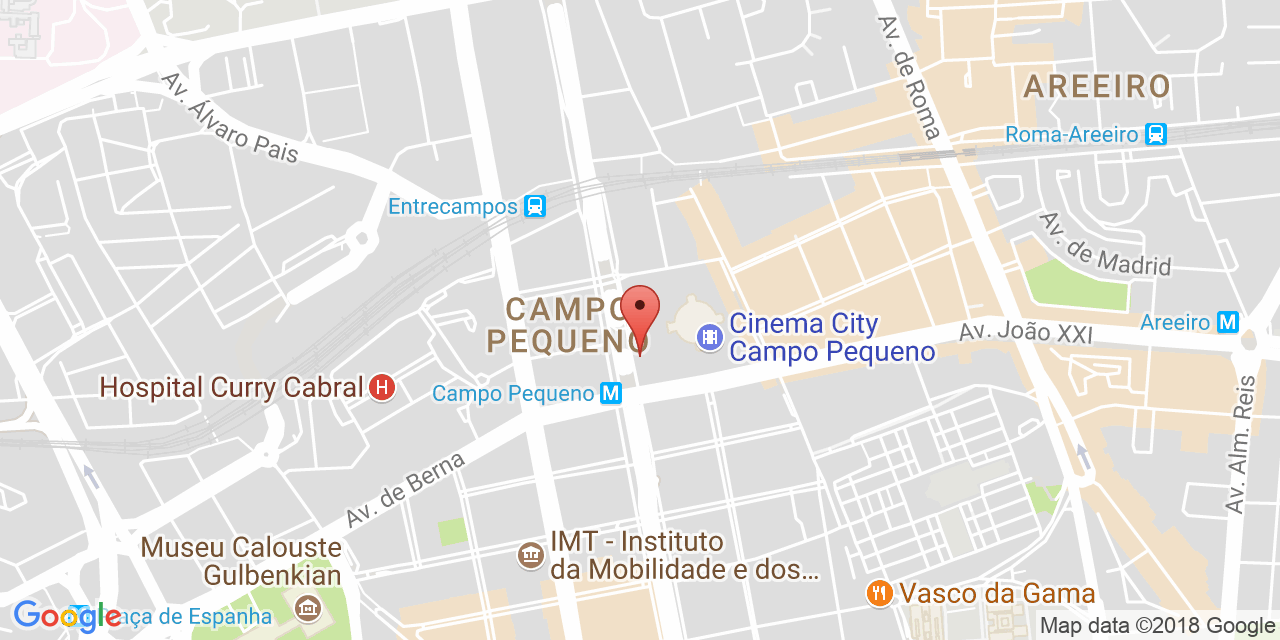 Av. de Roma
AREEIRO
Av. Álvaro Pais
Roma-Areeiro
Entrecampos
Av. de Madrid
CAMPO
PEQUENO
Cinema City
Campo Pequeno
Av. João XXI
Areeiro M
Hospital Curry Cabral H
Campo Pequeno M
Av. Alm. Reis
Av. de Berna
Museu Calouste
Gulbenkian
IMT - Instituto
da Mobilidade e dos...
Vasco da Gama
Google
de Espanha
Map data ©2018 Google